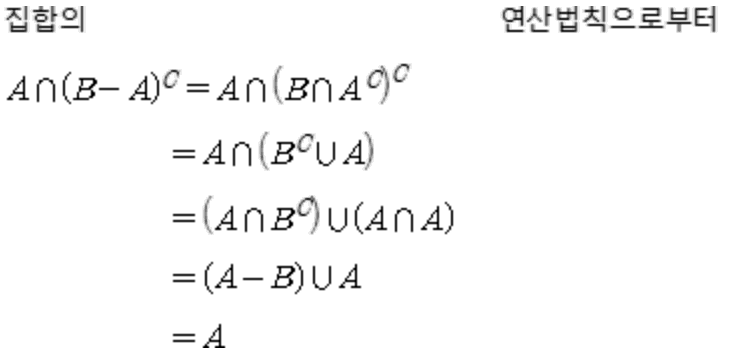 집합의 연산법칙으로부터
A∩(B−A)^C = A∩(B∩A^C)^C
= A∩(B^C∪A)
= (A∩B^C)∪(A∩A)
= (A−B)∪A
= A